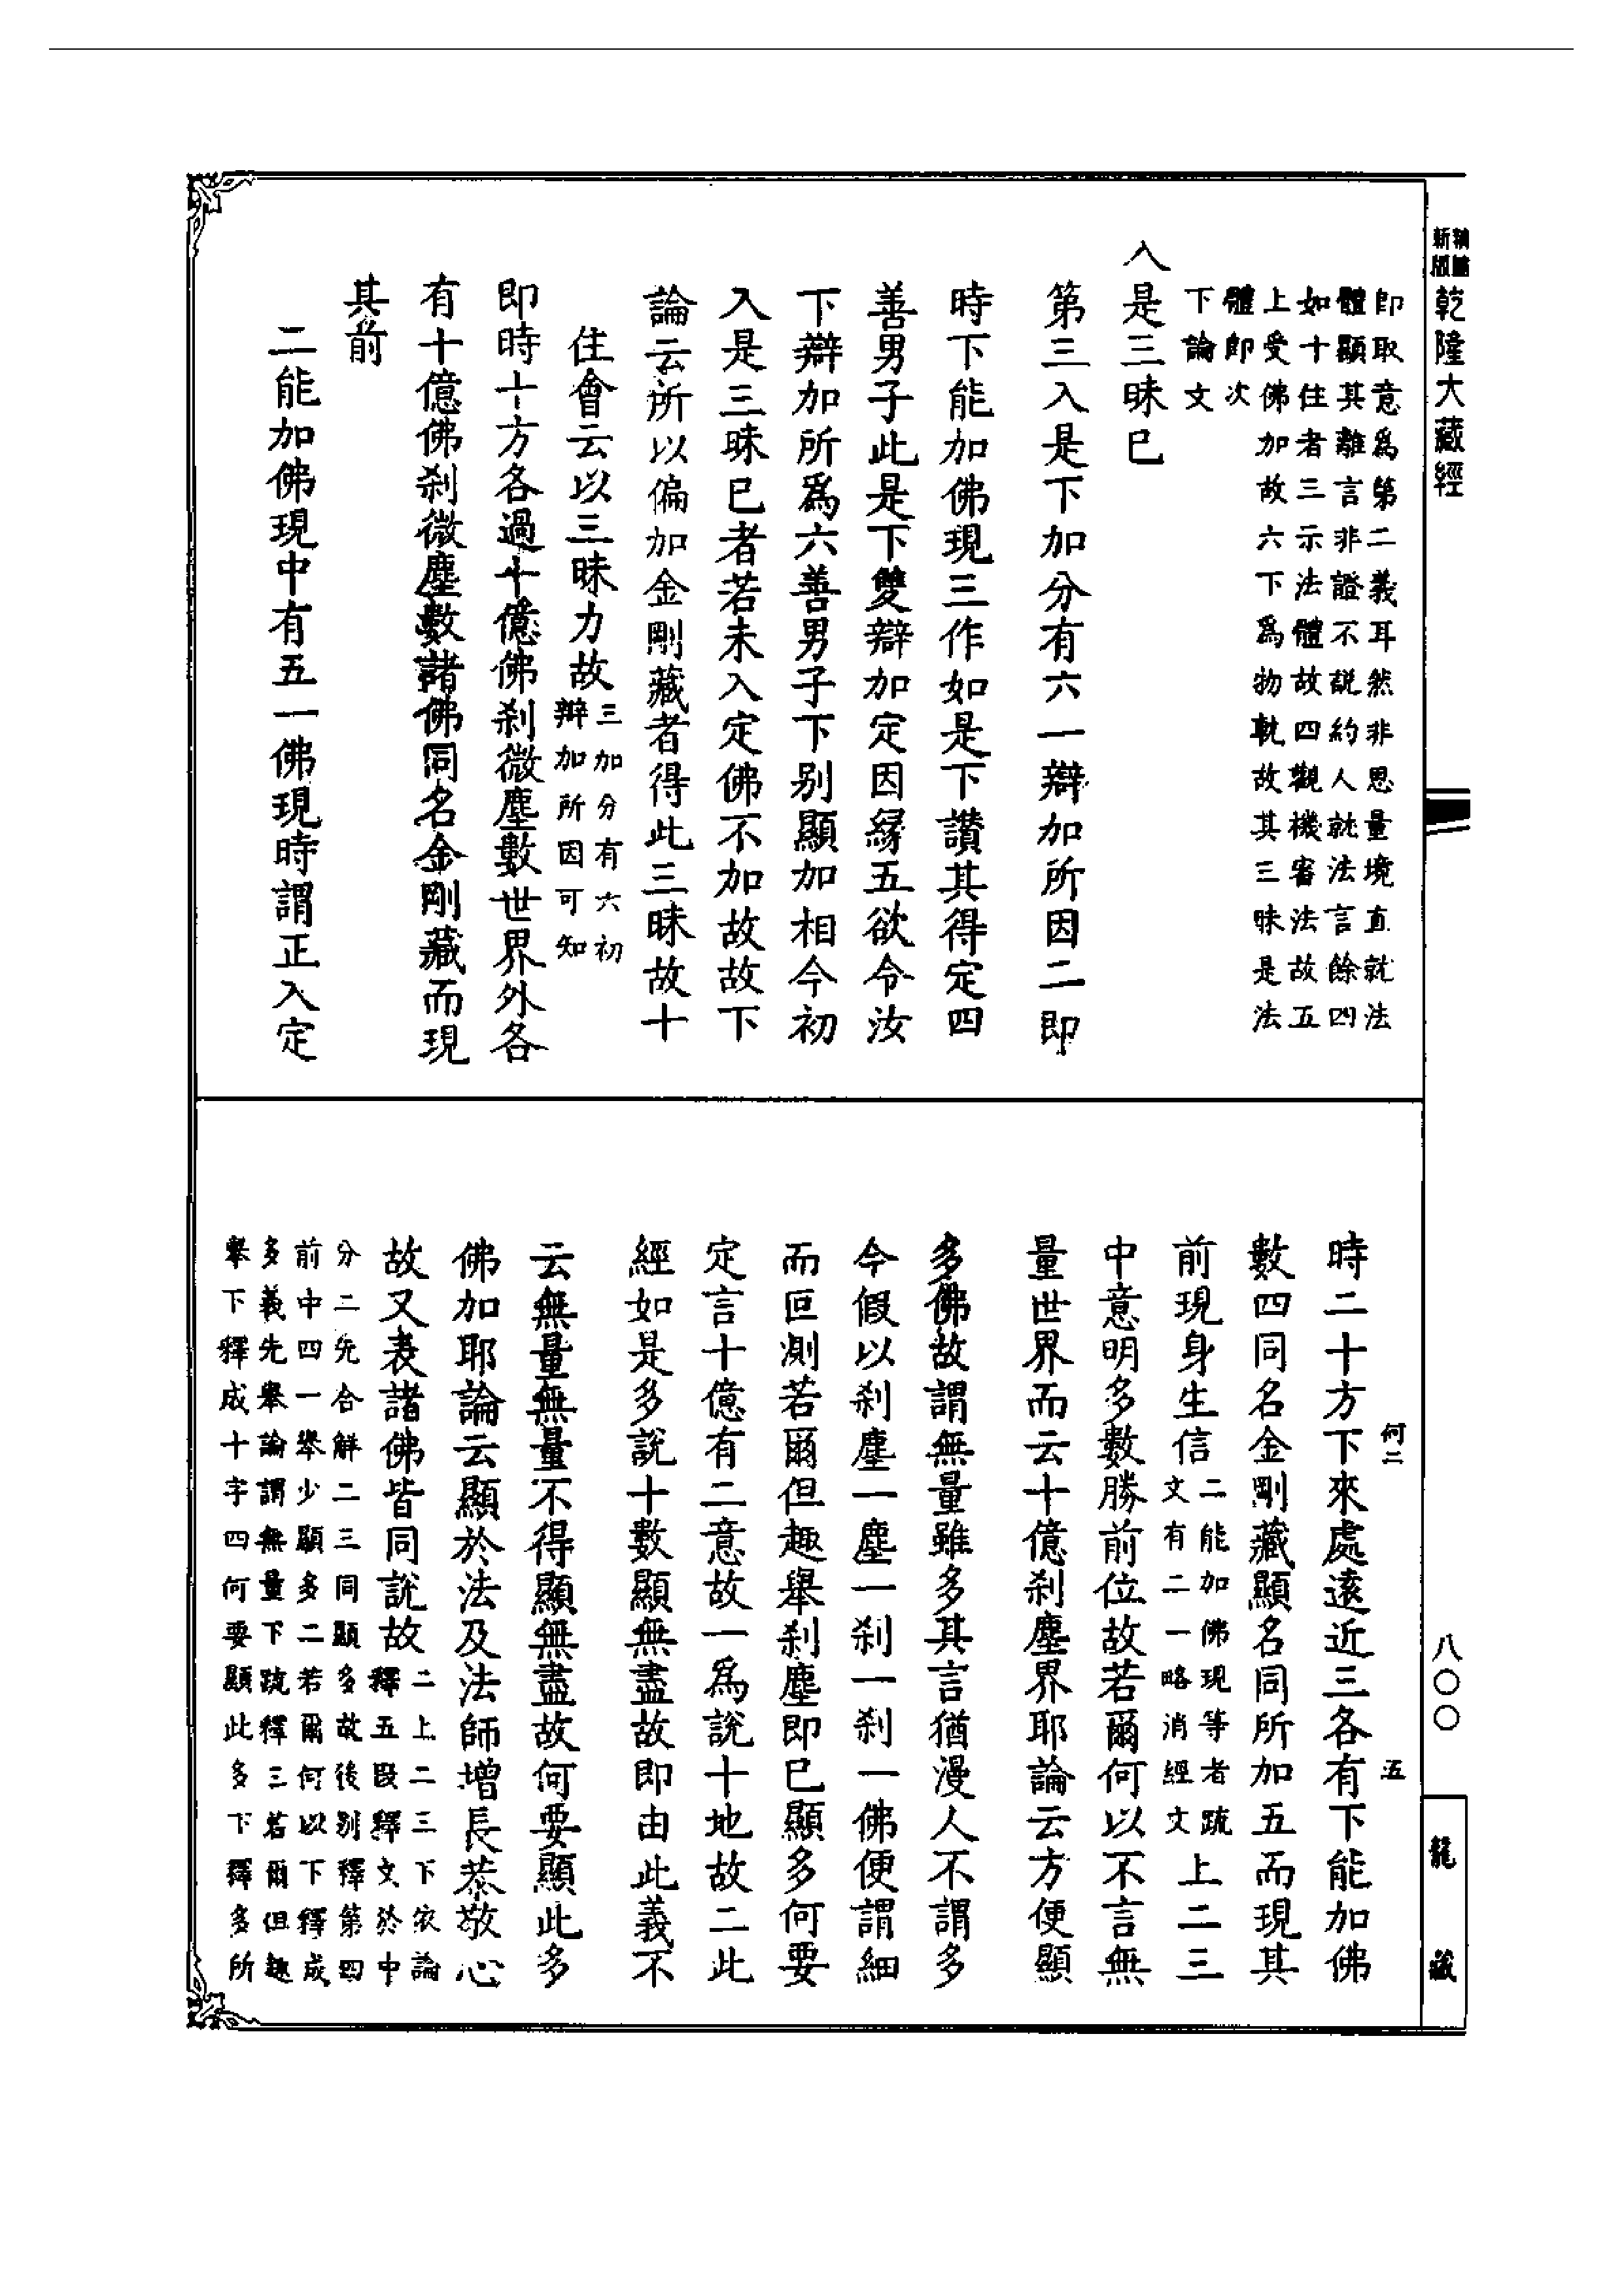 新版
乾隆大藏經
即取意爲第二義耳然非思量境直就法
體顯其離言非證不說約人就法言餘四
如十住者三示法體故四觀機審法故五
上受佛加故六下爲物軌故其三昧是法
體即次
下論文
入是三昧已
第三入是下加分有六一辯加所因二即
時下能加佛現三作如是下讚其得定四
善男子此是下雙辯加定因緣五欲令汝
下辯加所爲六善男子下别顯加相今初
入是三昧已者若未入定佛不加故故下
論云所以偏加金剛藏者得此三昧故十
住會云以三昧力故
三加分有六初
辯加所因可知
即時十方各過十億佛刹微塵數世界外各
有十億佛刹微塵數諸佛同名金剛藏而現
其前
二能加佛現中有五一佛現時謂正入定
何二
五
時二十方下來處遠近三各有下能加佛
數四同名金剛藏顯名同所加五而現其
前現身生信
二能加佛現等者疏
文有二一略消經文
上二三
中意明多數勝前位故若爾何以不言無
量世界而云十億刹塵界耶論云方便顯
多佛故謂無量雖多其言猶漫人不謂多
今假以刹塵一塵一刹一刹一佛便謂細
而叵測若爾但趣舉刹塵即已顯多何要
定言十億有二意故一爲說十地故二此
經如是多說十數顯無盡故即由此義不
云無量無量不得顯無盡故何要顯此多
佛加耶論云顯於法及法師增長恭敬心
故又表諸佛皆同說故
二上二三下依論
釋五段釋文於中
分二先合解二三同顯多故後别釋第四
前中四一舉少顯多二若爾何以下釋成
多義先舉論謂無量下疏釋三若爾但趣
舉下釋成十字四何要顯此多下釋多所
八〇〇
龍藏